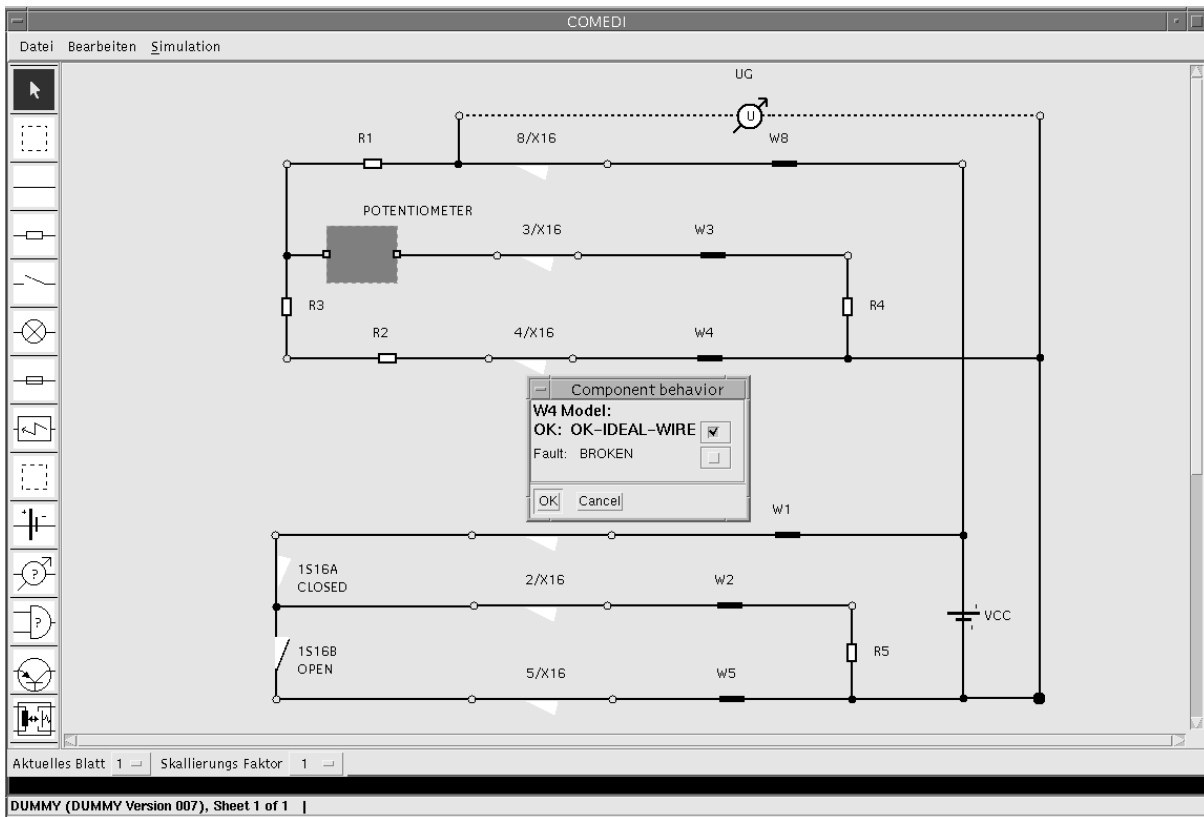 COMEDI
Datei Bearbeiten Simulation
UG
U
R1 8/X16 W8
POTENTIOMETER
3/X16 W3
R3 R4
R2 4/X16 W4
Component behavior
W4 Model:
OK: OK-IDEAL-WIRE
Fault: BROKEN
OK Cancel
W1
1S16A
CLOSED
2/X16 W2
VCC
1S16B
OPEN
R5
5/X16 W5
+ -
?
?
Aktuelles Blatt 1 Skallierungs Faktor 1
DUMMY (DUMMY Version 007), Sheet 1 of 1 |